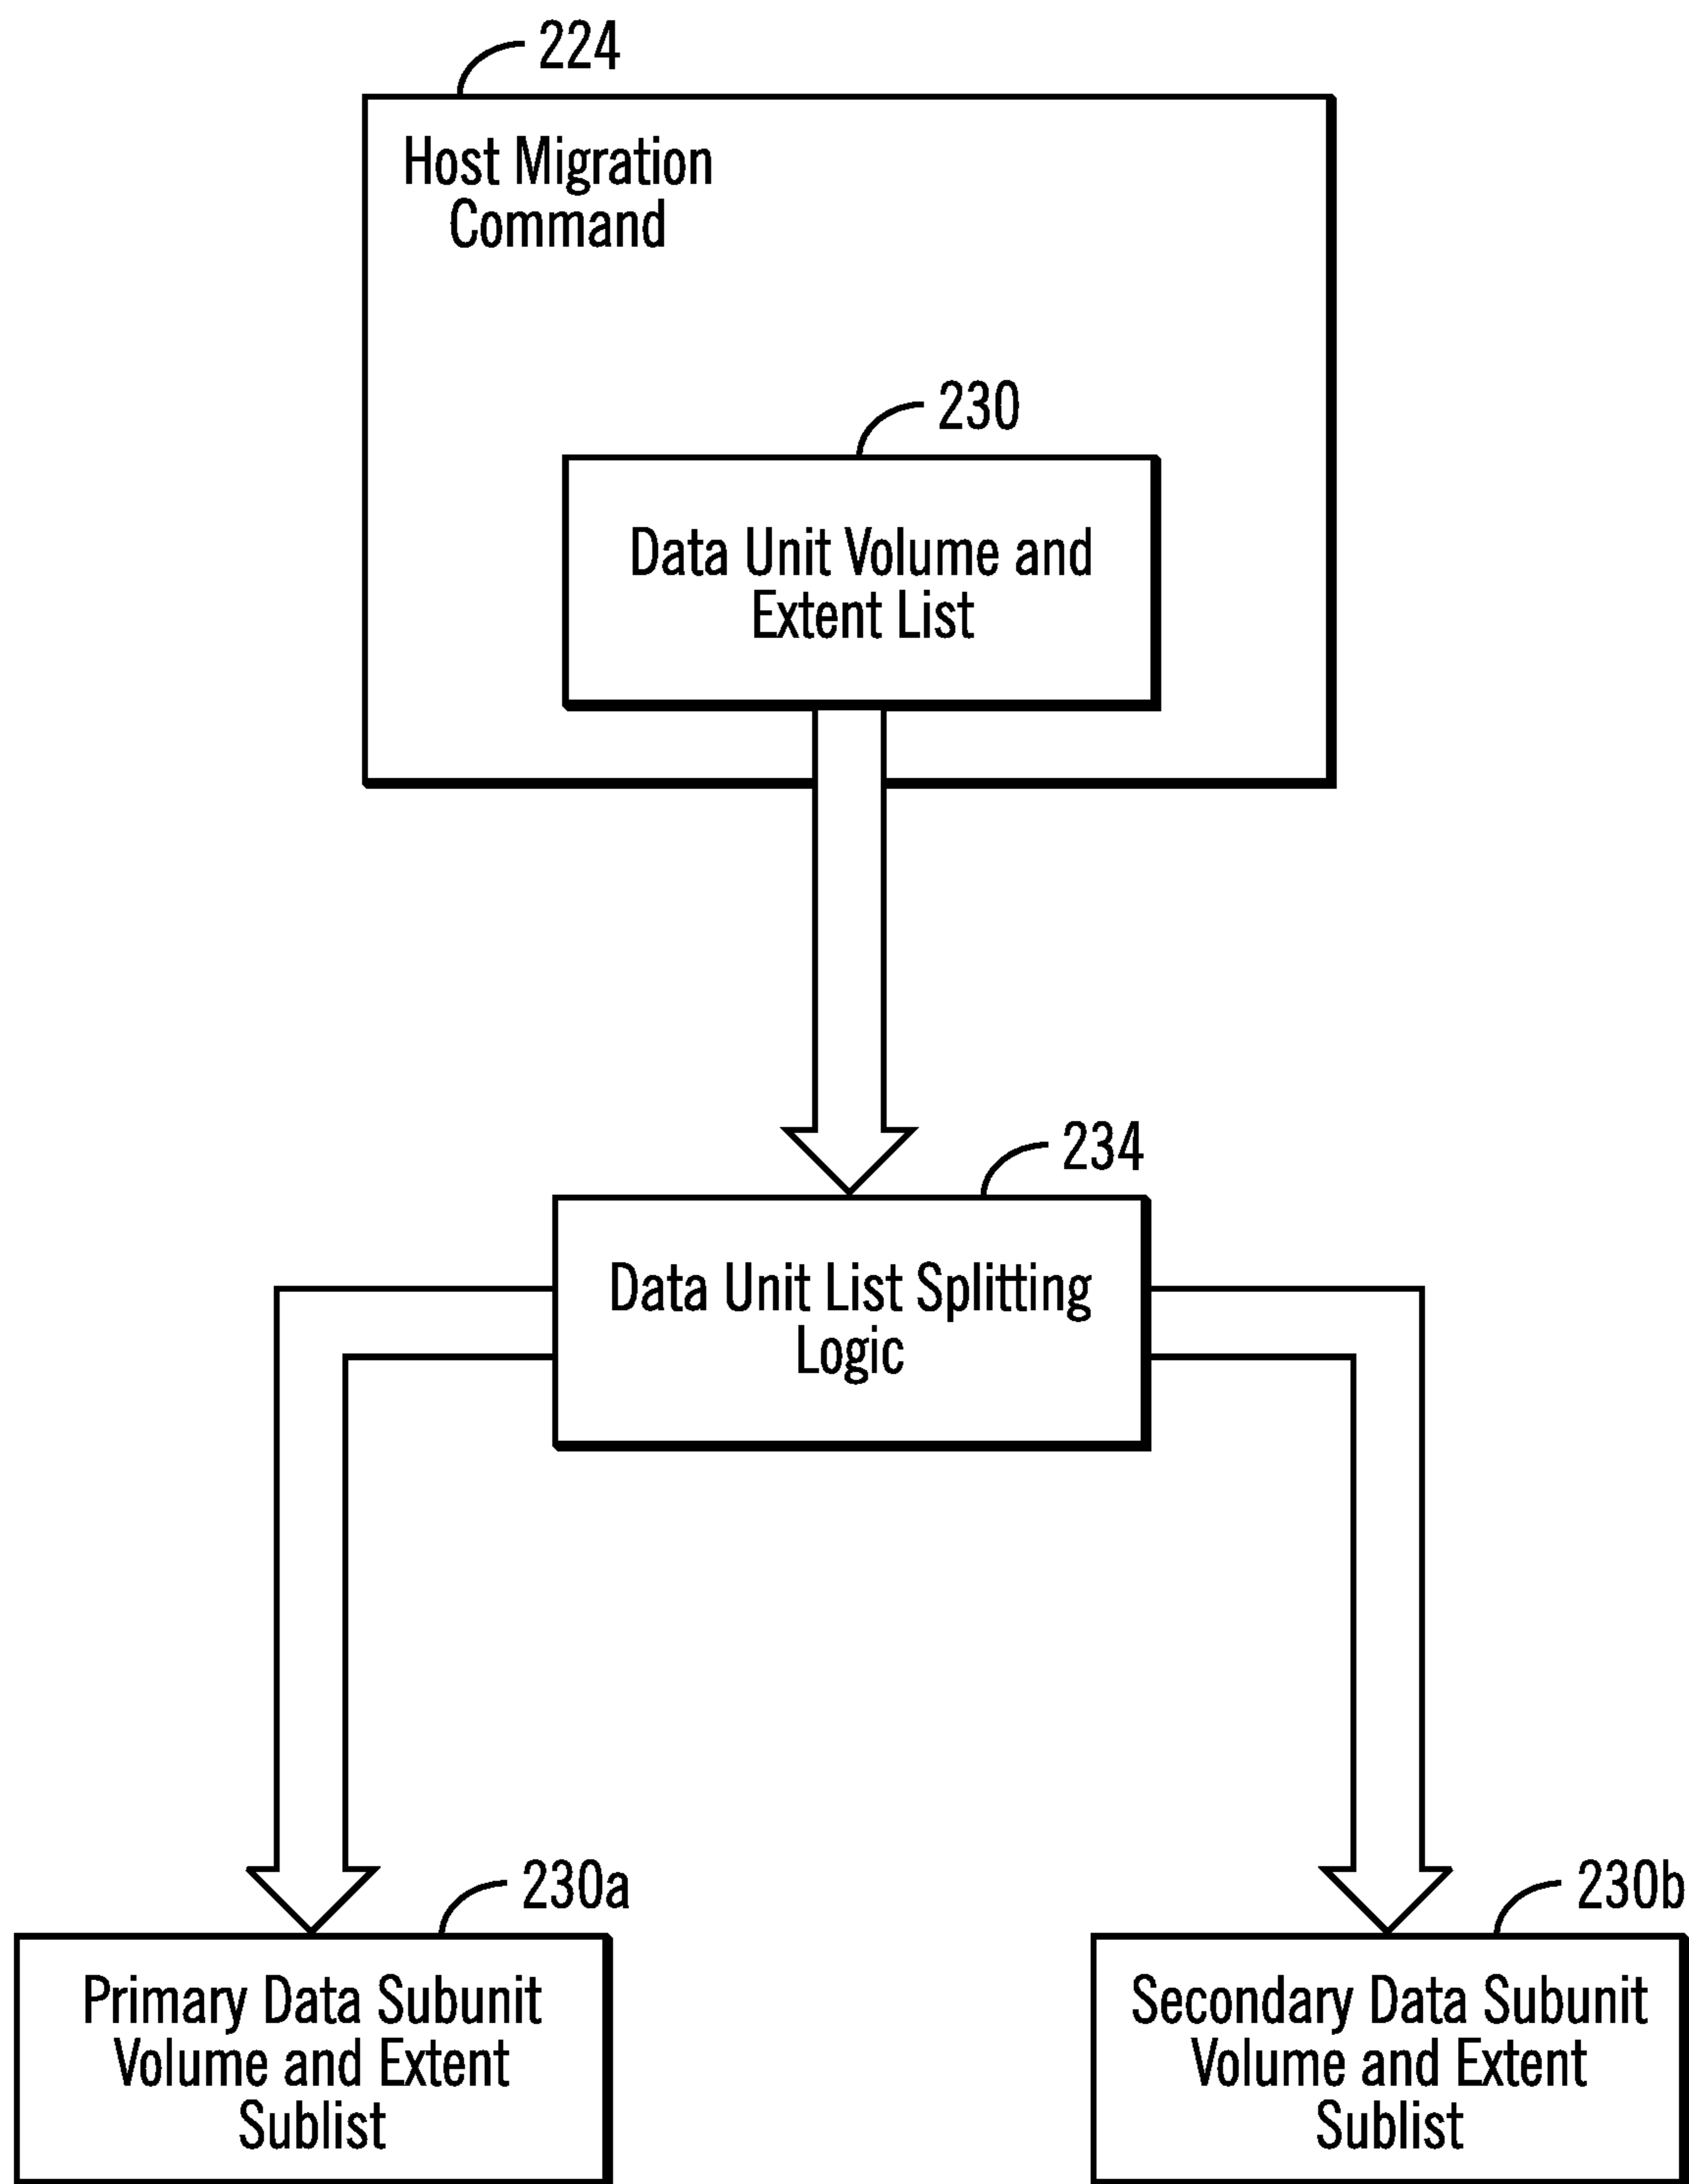 224
Host Migration
Command
230
Data Unit Volume and
Extent List
234
Data Unit List Splitting
Logic
230a
Primary Data Subunit
Volume and Extent
Sublist
230b
Secondary Data Subunit
Volume and Extent
Sublist